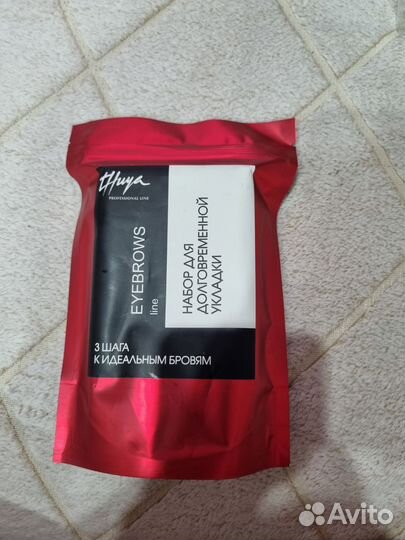 thuya
PROFESSIONAL LINE
EYEBROWS
line
НАБОР ДЛЯ
ДОЛГОВРЕМЕННОЙ
УКЛАДКИ
3 ШАГА
К ИДЕАЛЬНЫМ БРОВЯМ
Avito